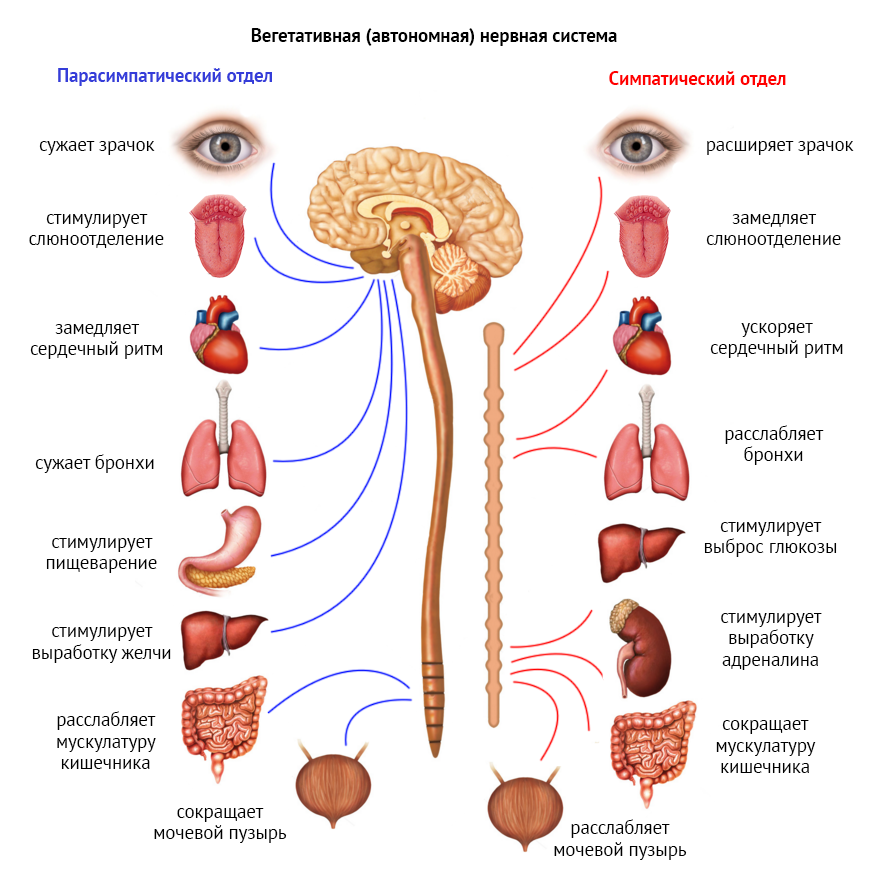 Вегетативная (автономная) нервная система
Парасимпатический отдел
сужает зрачок
стимулирует
слюноотделение
замедляет
сердечный ритм
сужает бронхи
стимулирует
пищеварение
стимулирует
выработку желчи
расслабляет
мускулатуру
кишечника
сокращает
мочевой пузырь
Симпатический отдел
расширяет зрачок
замедляет
слюноотделение
ускоряет
сердечный ритм
расслабляет
бронхи
стимулирует
выброс глюкозы
стимулирует
выработку
адреналина
сокращает
мускулатуру
кишечника
расслабляет
мочевой пузырь